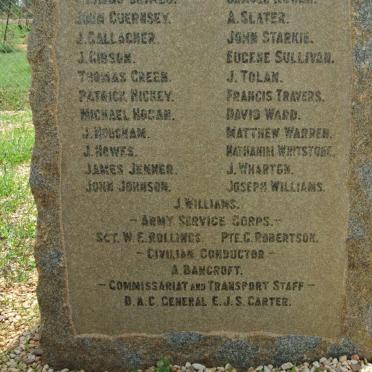 JOHN GUERNSEY. A. SLATER.
J. GALLAGHER. JOHN STARKIE.
J. GIBSON. EUGENE SULLIVAN.
THOMAS GREEN. J. TOLAN.
PATRICK HICKEY. FRANCIS TRAVERS.
MICHAEL HOGAN. DAVID WARD.
J. HOUGHAM. MATTHEW WARREN.
J. HOWES. NATHANIM WHITSTONE.
JAMES JENNER. J. WHARTON.
JOHN JOHNSON. JOSEPH WILLIAMS.
J. WILLIAMS.
- ARMY SERVICE CORPS. -
SGT. W. E. ROLLINGS. PTE. G. ROBERTSON.
- CIVILIAN CONDUCTOR -
A. BANCROFT.
- COMMISSARIAT AND TRANSPORT STAFF -
D.A.C. GENERAL E.J.S. CARTER.